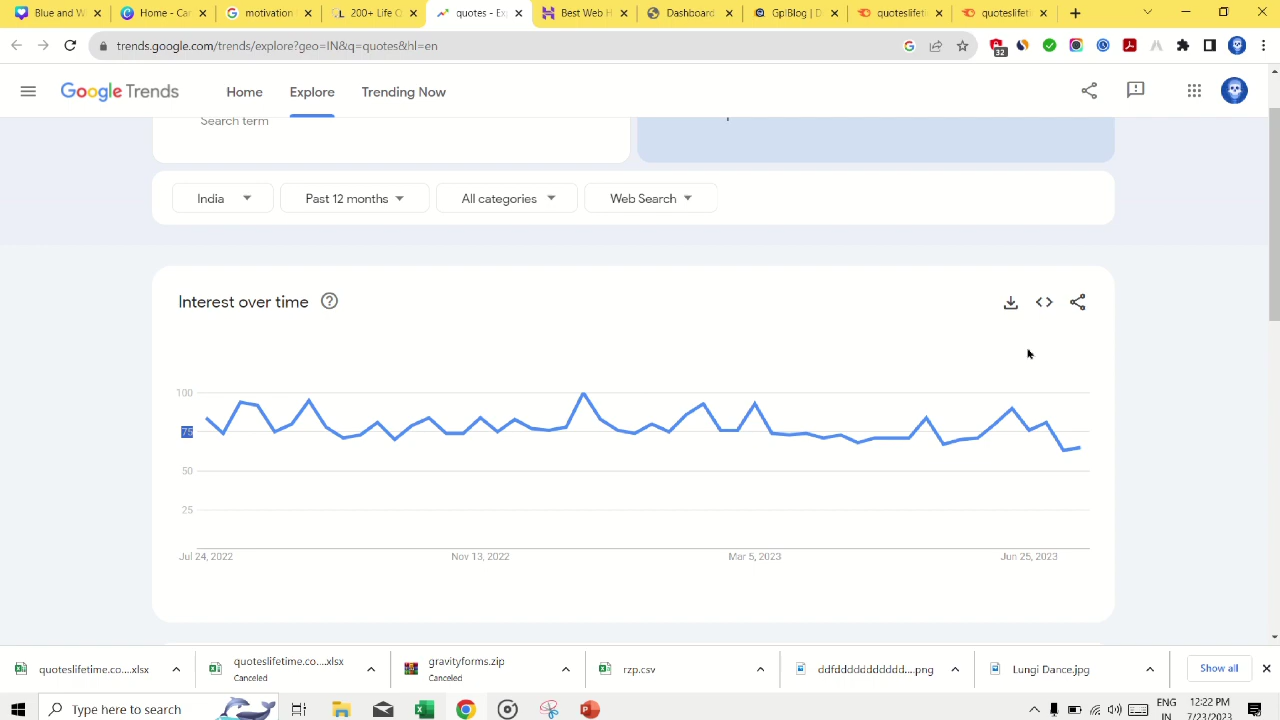 Blue and W
Home - Car
motivation
200+ Life Q
quotes - Exp
Best Web H
Dashboard
GplBlog | D
quoteslifeti
quoteslifeti
trends.google.com/trends/explore?geo=IN&q=quotes&hl=en
32
Google Trends
Home
Explore
Trending Now
Search term
India
Past 12 months
All categories
Web Search
Interest over time
100
75
50
25
Jul 24, 2022
Nov 13, 2022
Mar 5, 2023
Jun 25, 2023
quoteslifetime.co....xlsx
quoteslifetime.co....xlsx
Canceled
gravityforms.zip
Canceled
rzp.csv
ddfdddddddddd....png
Lungi Dance.jpg
Show all
Type here to search
ENG
IN
12:22 PM
7/23/2023